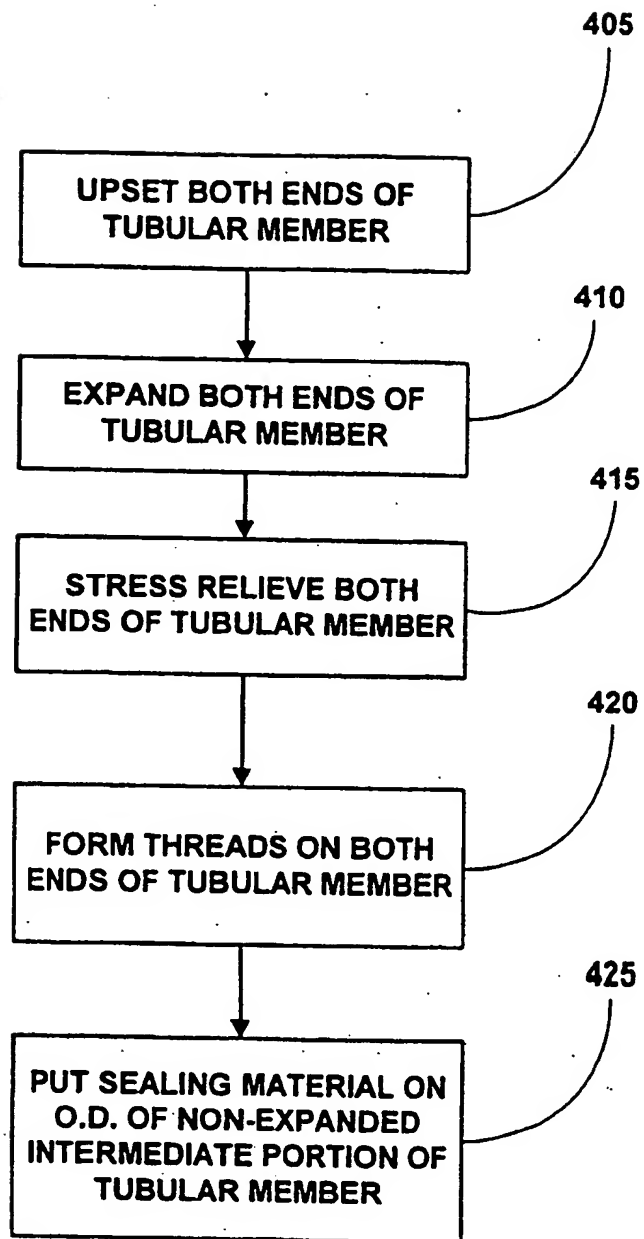 405
UPSET BOTH ENDS OF
TUBULAR MEMBER
410
EXPAND BOTH ENDS OF
TUBULAR MEMBER
415
STRESS RELIEVE BOTH
ENDS OF TUBULAR MEMBER
420
FORM THREADS ON BOTH
ENDS OF TUBULAR MEMBER
425
PUT SEALING MATERIAL ON
O.D. OF NON-EXPANDED
INTERMEDIATE PORTION OF
TUBULAR MEMBER